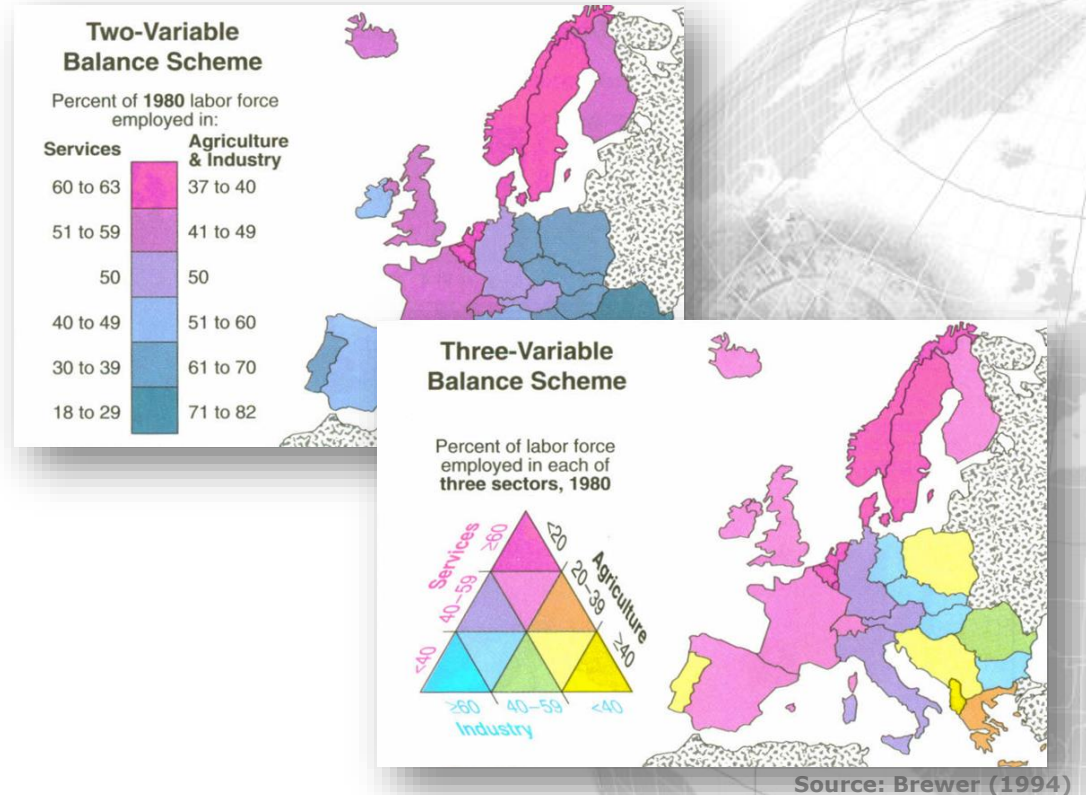 Two-Variable
Balance Scheme
Percent of 1980 labor force
employed in:
Services
Agriculture
& Industry
60 to 63 37 to 40
51 to 59 41 to 49
50 50
40 to 49 51 to 60
30 to 39 61 to 70
18 to 29 71 to 82
Three-Variable
Balance Scheme
Percent of labor force
employed in each of
three sectors, 1980
Services
≥60
40–59
<40
Agriculture
<20
20–39
≥40
≥60 40–59 <40
Industry
Source: Brewer (1994)